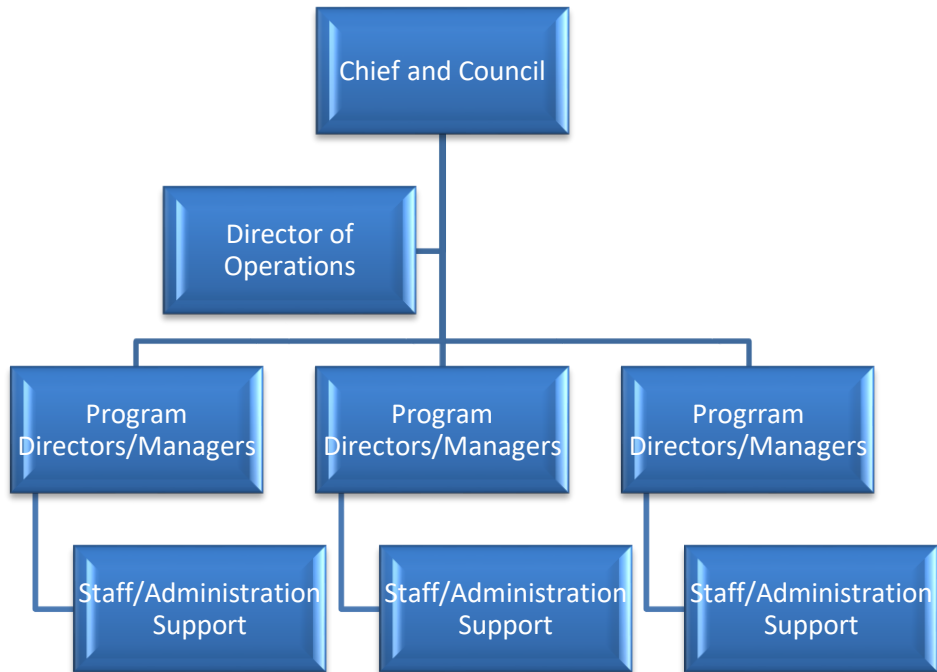 Chief and Council
Director of
Operations
Program
Directors/Managers
Program
Directors/Managers
Progrram
Directors/Managers
Staff/Administration
Support
Staff/Administration
Support
Staff/Administration
Support